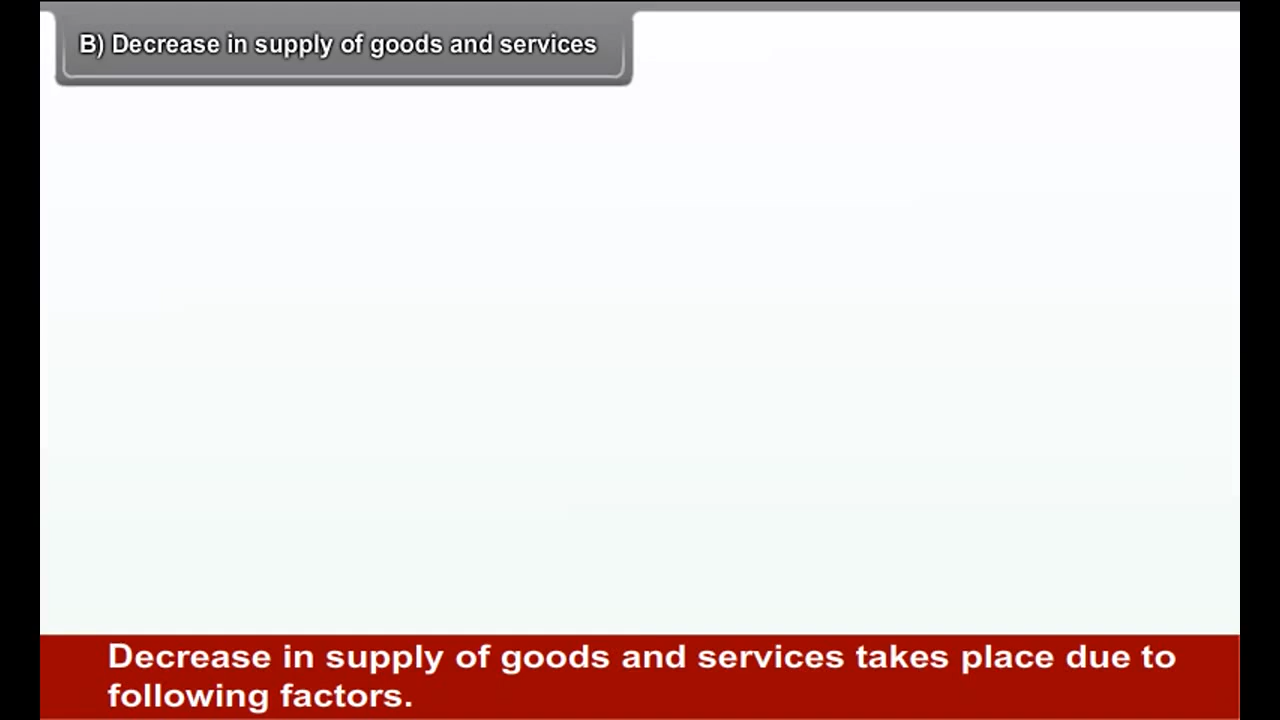 B) Decrease in supply of goods and services
Decrease in supply of goods and services takes place due to
following factors.